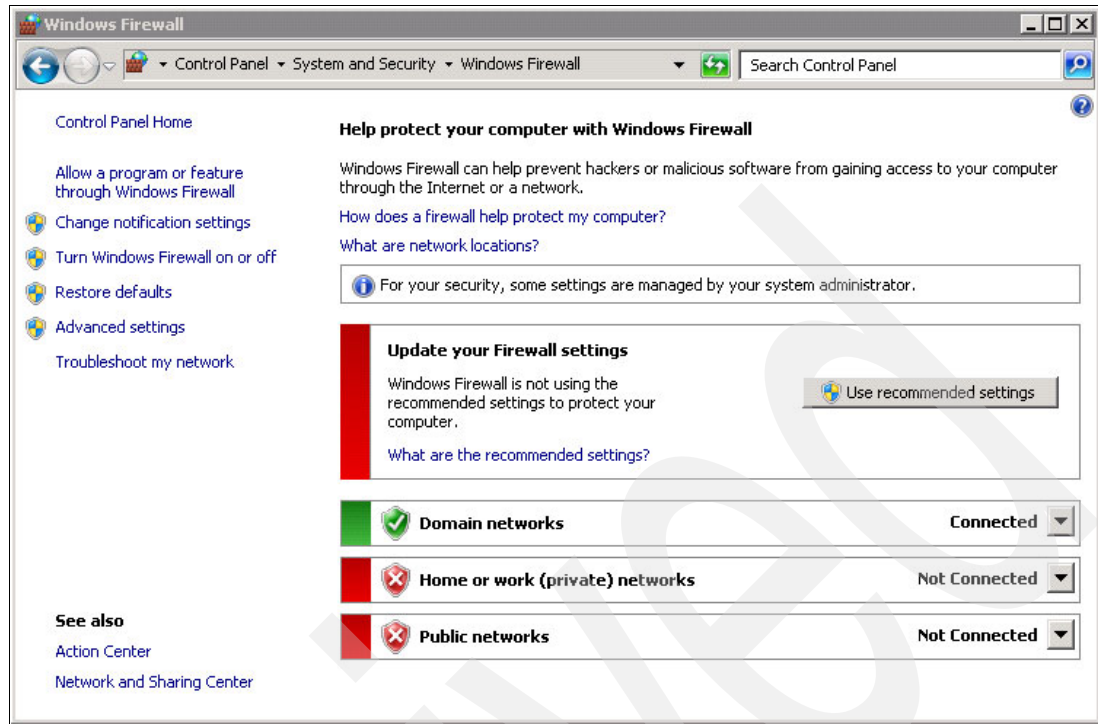 Windows Firewall
Control Panel
System and Security
Windows Firewall
Search Control Panel
Control Panel Home
Allow a program or feature
through Windows Firewall
Change notification settings
Turn Windows Firewall on or off
Restore defaults
Advanced settings
Troubleshoot my network
See also
Action Center
Network and Sharing Center
Help protect your computer with Windows Firewall
Windows Firewall can help prevent hackers or malicious software from gaining access to your computer
through the Internet or a network.
How does a firewall help protect my computer?
What are network locations?
For your security, some settings are managed by your system administrator.
Update your Firewall settings
Windows Firewall is not using the
recommended settings to protect your
computer.
Use recommended settings
What are the recommended settings?
Domain networks Connected
Home or work (private) networks Not Connected
Public networks Not Connected